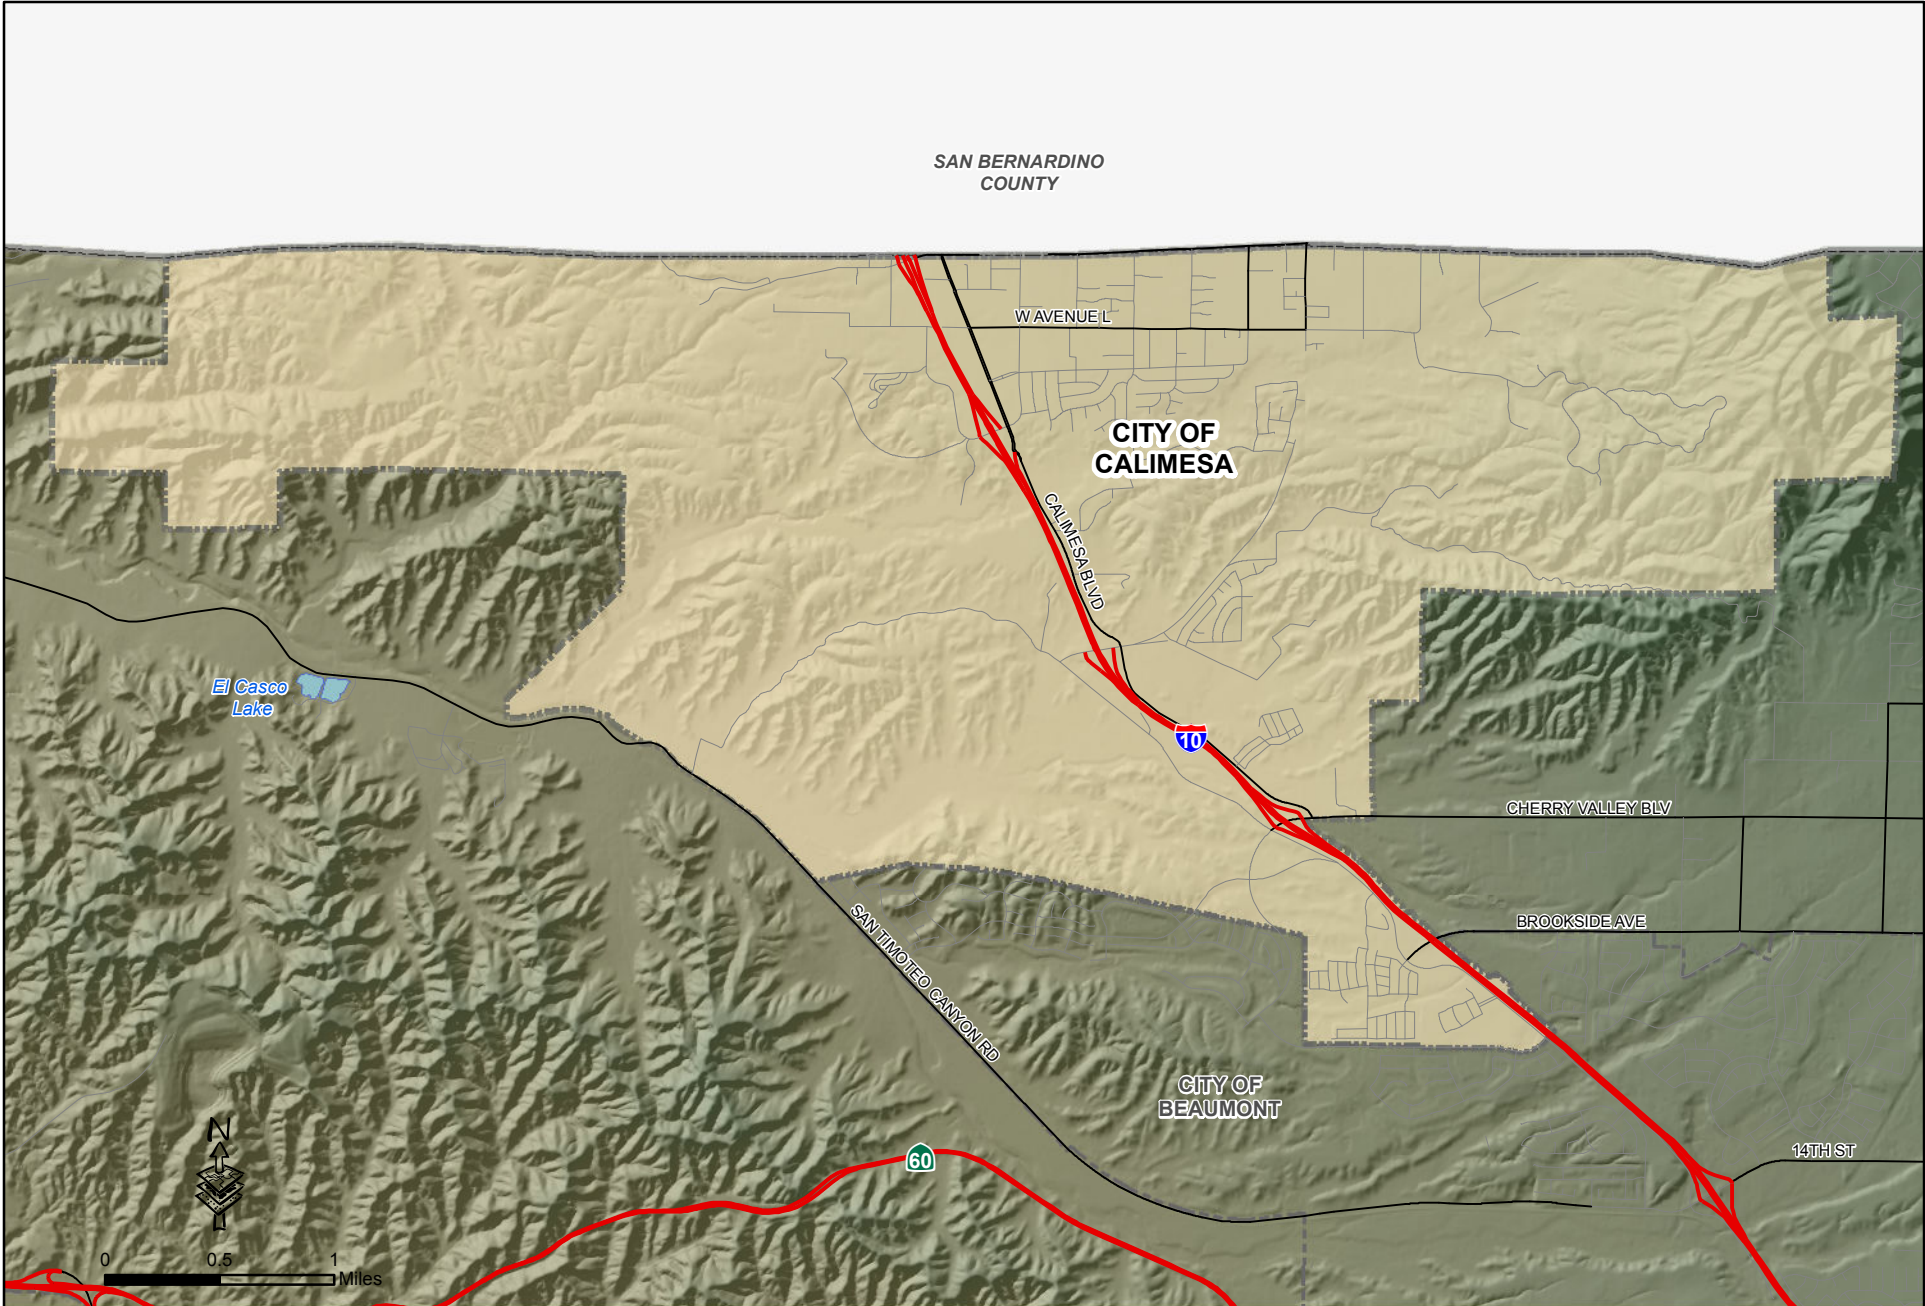 SAN BERNARDINO
COUNTY
W AVENUE L
CITY OF
CALIMESA
CALIMESA BLVD
El Casco
Lake
10
CHERRY VALLEY BLV
BROOKSIDE AVE
SAN TIMOTEO CANYON RD
CITY OF
BEAUMONT
N
60
14TH ST
0 0.5 1
Miles